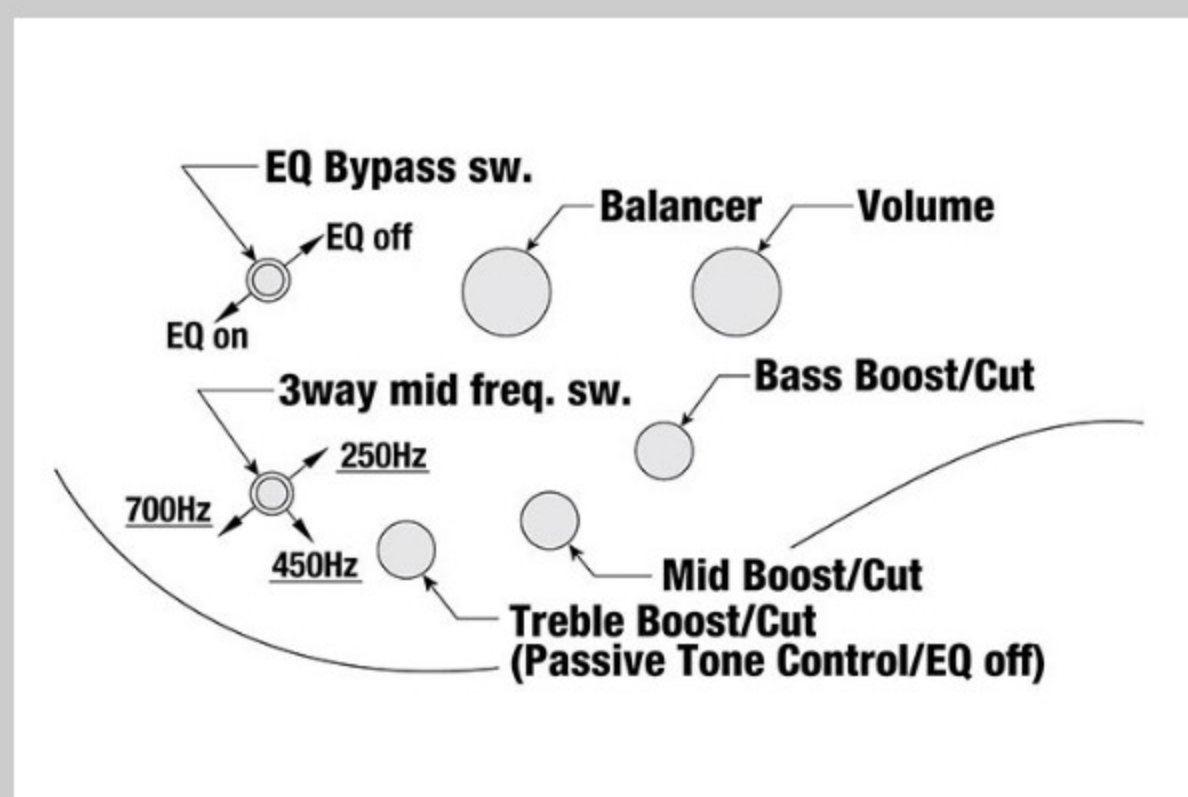 EQ Bypass sw.
EQ off
EQ on
Balancer
Volume
3way mid freq. sw.
250Hz
700Hz
450Hz
Bass Boost/Cut
Mid Boost/Cut
Treble Boost/Cut
(Passive Tone Control/EQ off)